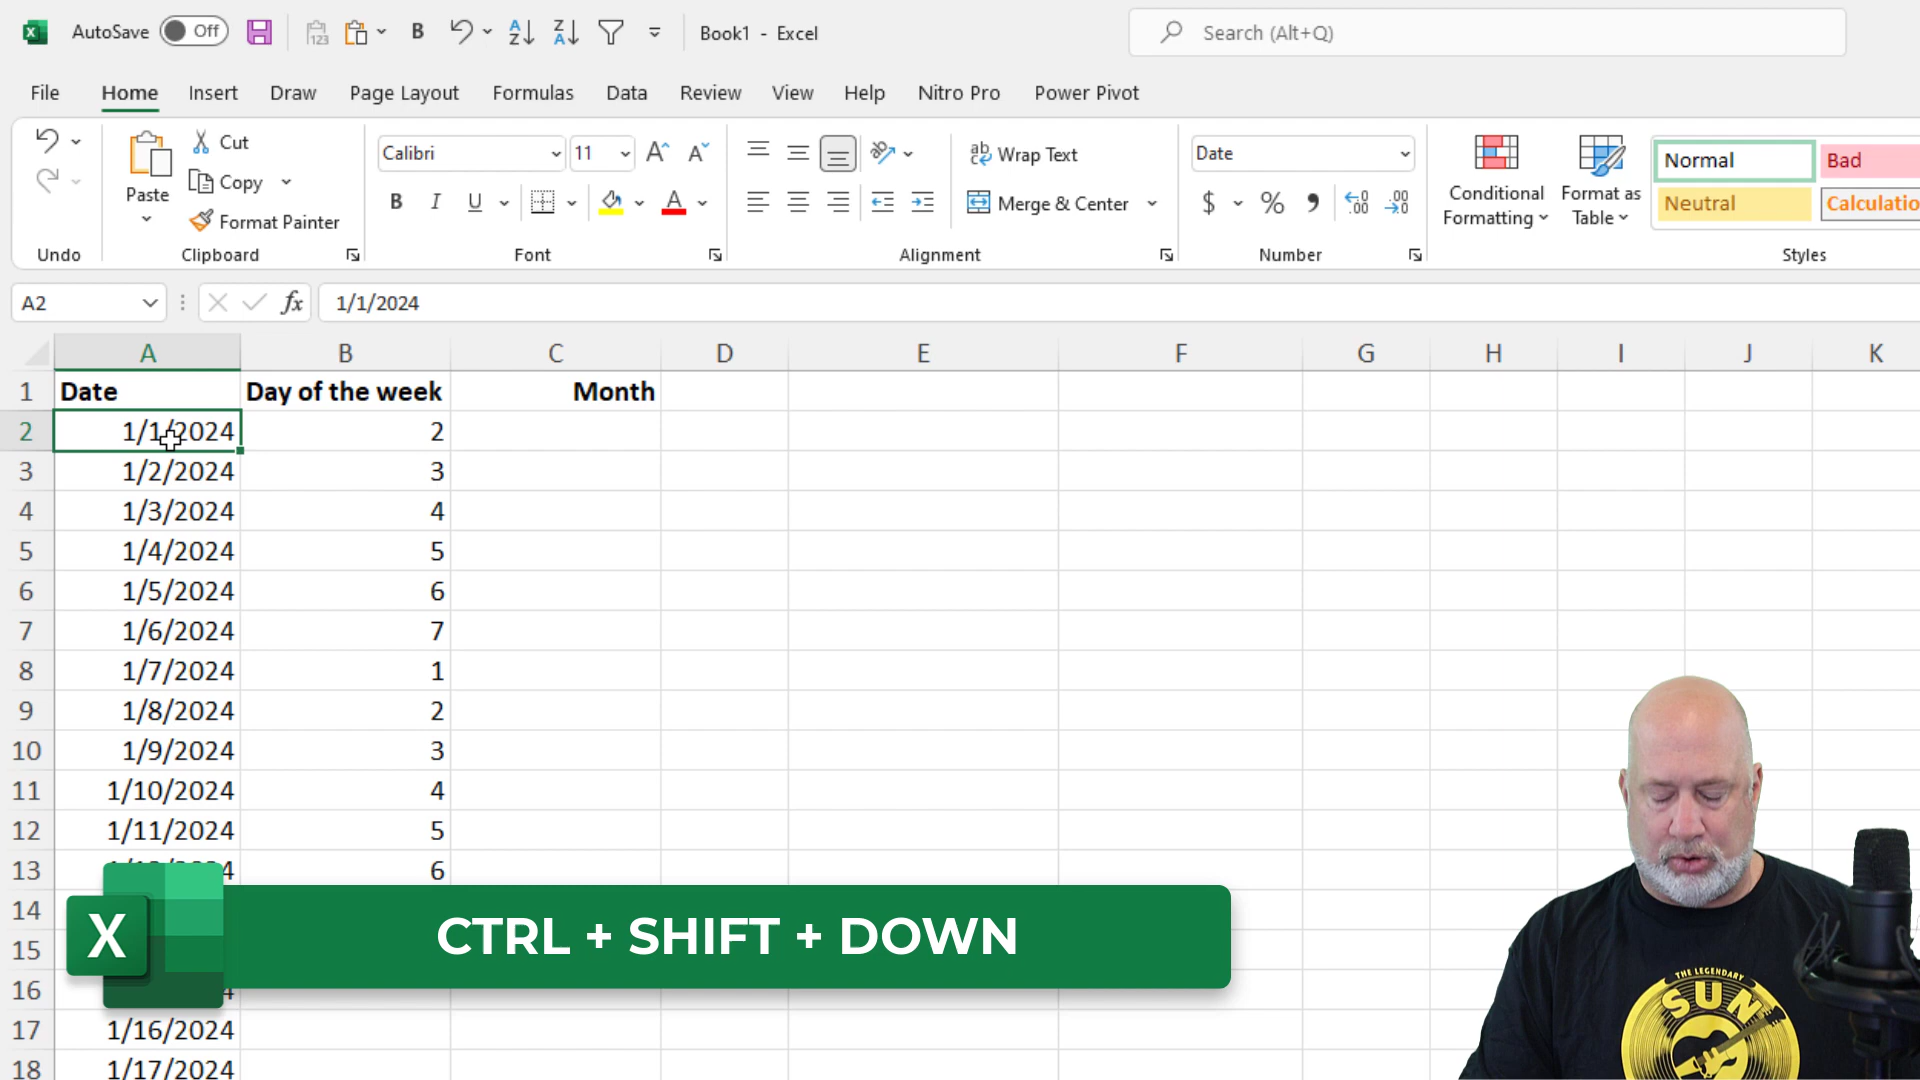 AutoSave Off B Book1 - Excel Search (Alt+Q)
File Home Insert Draw Page Layout Formulas Data Review View Help Nitro Pro Power Pivot
Undo
Paste
Cut
Copy
Format Painter
Clipboard
Calibri 11
B I U
Font
Wrap Text
Merge & Center
Alignment
Date
$ % 9
Number
Conditional
Formatting
Format as
Table
Normal Bad
Neutral Calculatio
Styles
A2 fx 1/1/2024
A B C D E F G H I J K
1 Date Day of the week Month
2 1/1/2024 2
3 1/2/2024 3
4 1/3/2024 4
5 1/4/2024 5
6 1/5/2024 6
7 1/6/2024 7
8 1/7/2024 1
9 1/8/2024 2
10 1/9/2024 3
11 1/10/2024 4
12 1/11/2024 5
13 6
14
15
16
17 1/16/2024
18 1/17/2024
X CTRL + SHIFT + DOWN
THE LEGENDARY
SUN